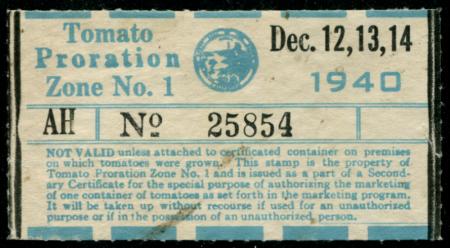 Tomato
Proration
Zone No. 1
Dec. 12,13,14
1940
AH No 25854
NOT VALID unless attached to certificated container on premises
on which tomatoes were grown. This stamp is the property of
Tomato Proration Zone No. 1 and is issued as a part of a Second-
ary Certificate for the special purpose of authorizing the marketing
of one container of tomatoes as set forth in the marketing program.
It will be taken up without recourse if used for an unauthorized
purpose or if in the possession of an unauthorized, person.